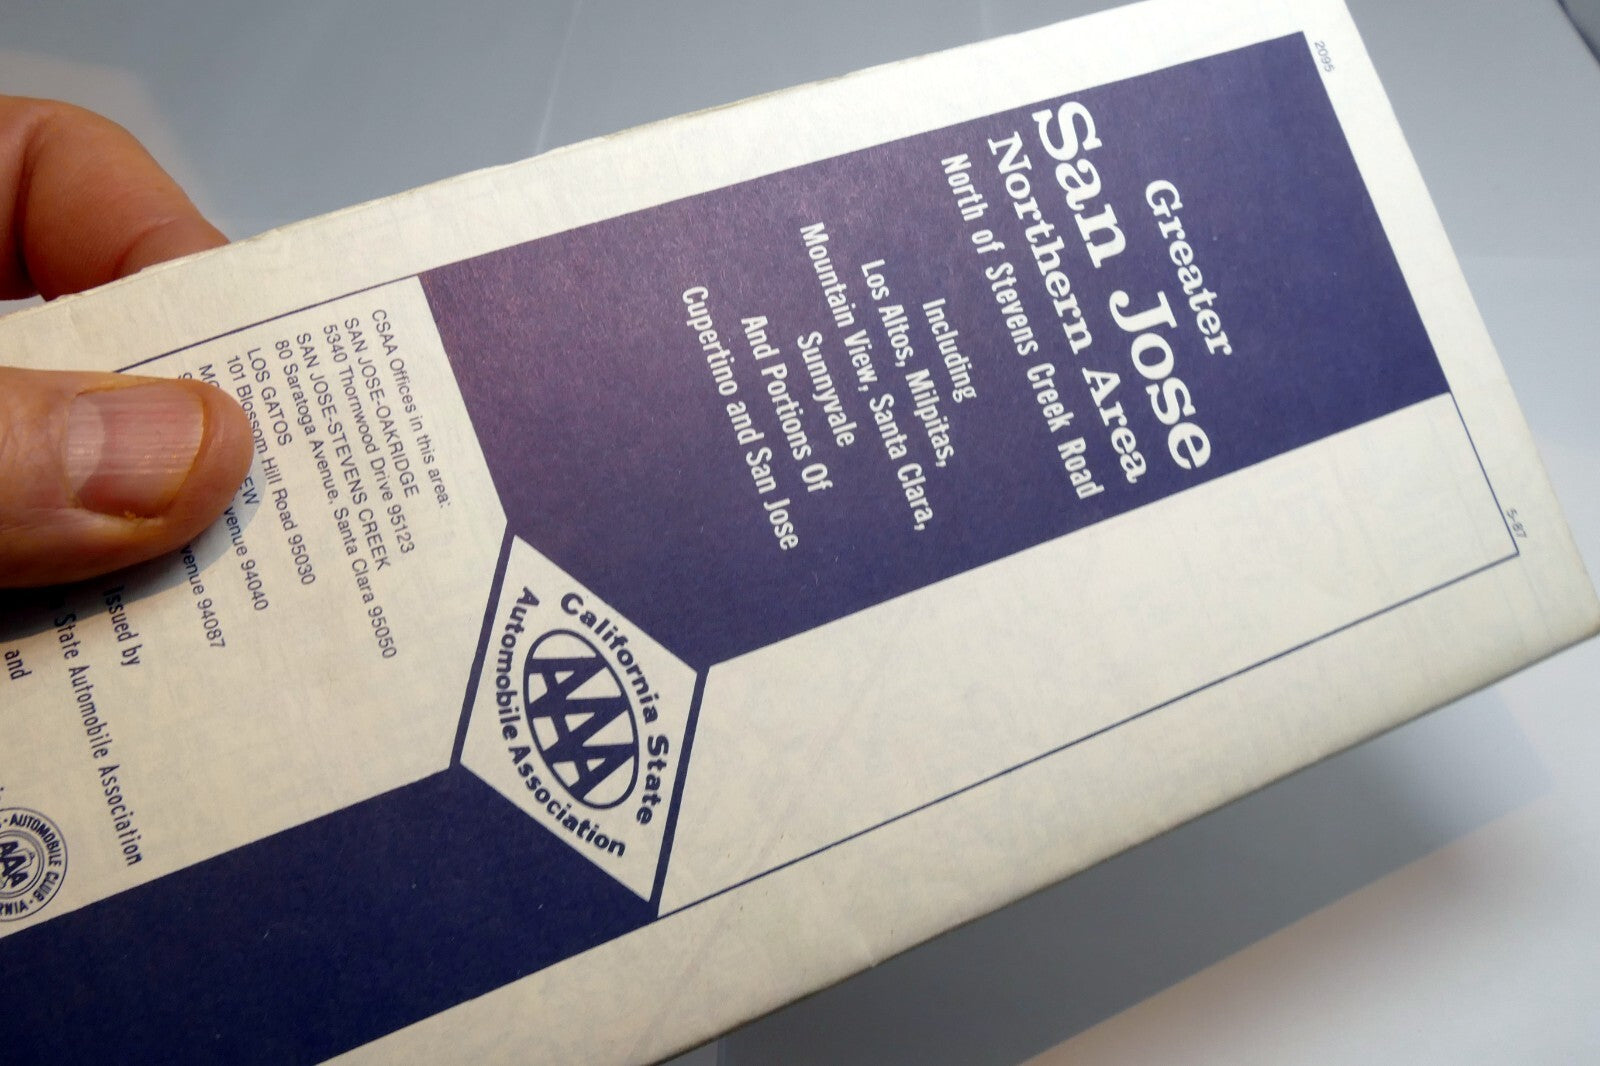 2095
Greater
San Jose
Northern Area
North of Stevens Creek Road
Including
Los Altos, Milpitas,
Mountain View, Santa Clara,
Sunnyvale
And Portions Of
Cupertino and San Jose
5-87
California State
AAA
Automobile Association
CSAA Offices in this area:
SAN JOSE-OAKRIDGE
5340 Thornwood Drive 95123
SAN JOSE-STEVENS CREEK
80 Saratoga Avenue, Santa Clara 95050
LOS GATOS
101 Blossom Hill Road 95030
94040
94087
Issued by
State Automobile Association
and
AUTOMOBILE CLUB
AAA